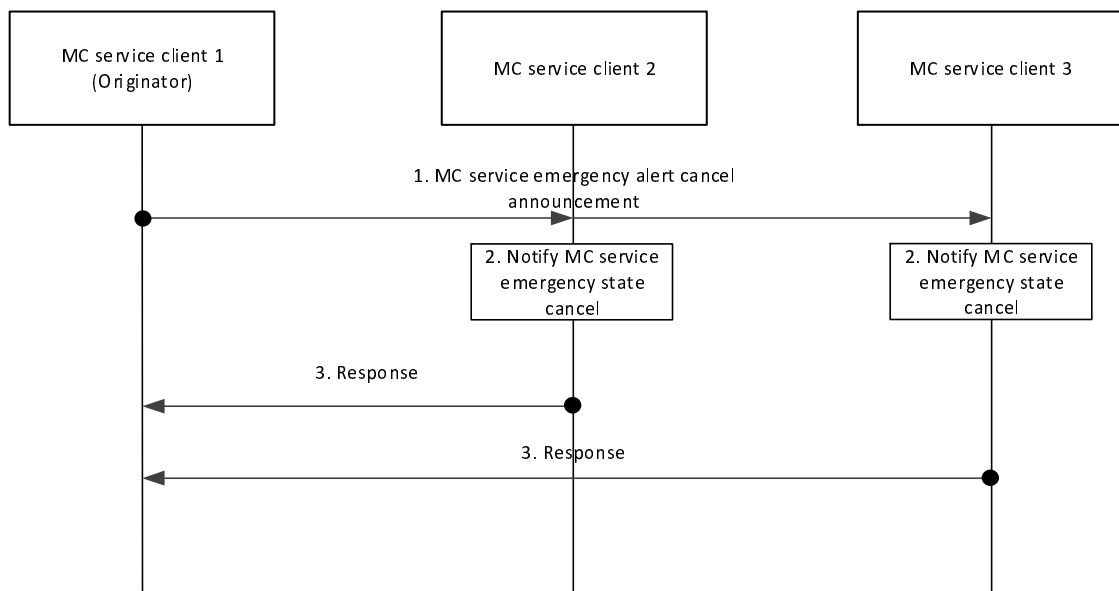 MC service client 1
(Originator)
MC service client 2
MC service client 3
1. MC service emergency alert cancel
announcement
2. Notify MC service
emergency state
cancel
2. Notify MC service
emergency state
cancel
3. Response
3. Response